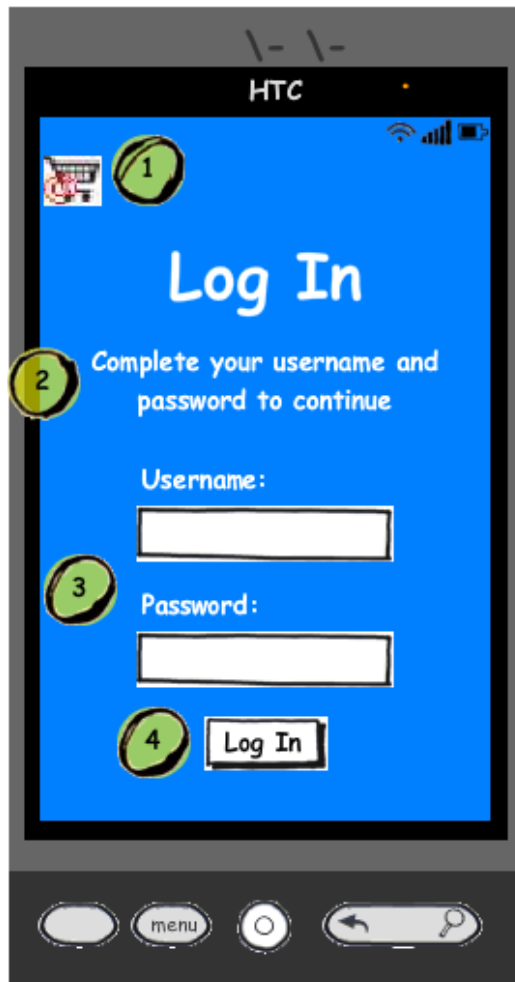 \- \-
HTC
1
Log In
2
Complete your username and
password to continue
Username:
3
Password:
4
Log In
menu